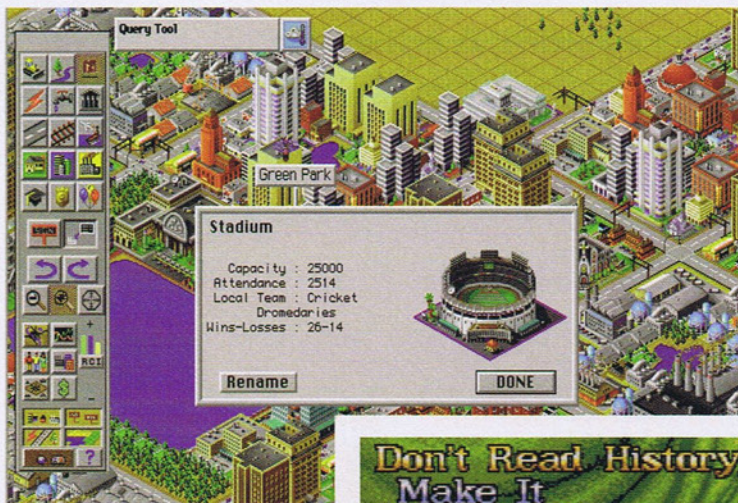 Query Tool
Green Park
Stadium
Capacity : 25000
Attendance : 2514
Local Team : Cricket
Dromedaries
Wins-Losses : 26-14
RCI
?
Rename
DONE
Don't Read History
Make It